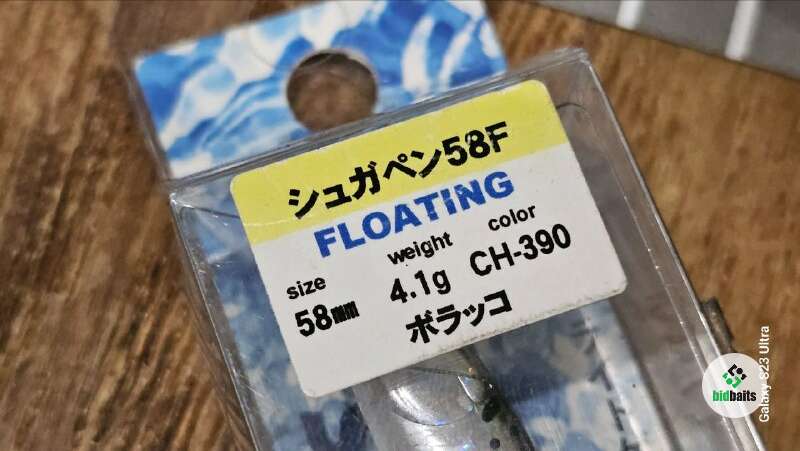 シュガペン58F
FLOATING
size weight color
58mm 4.1g CH-390
ボラッコ
bidbaits
Galaxy S23 Ultra